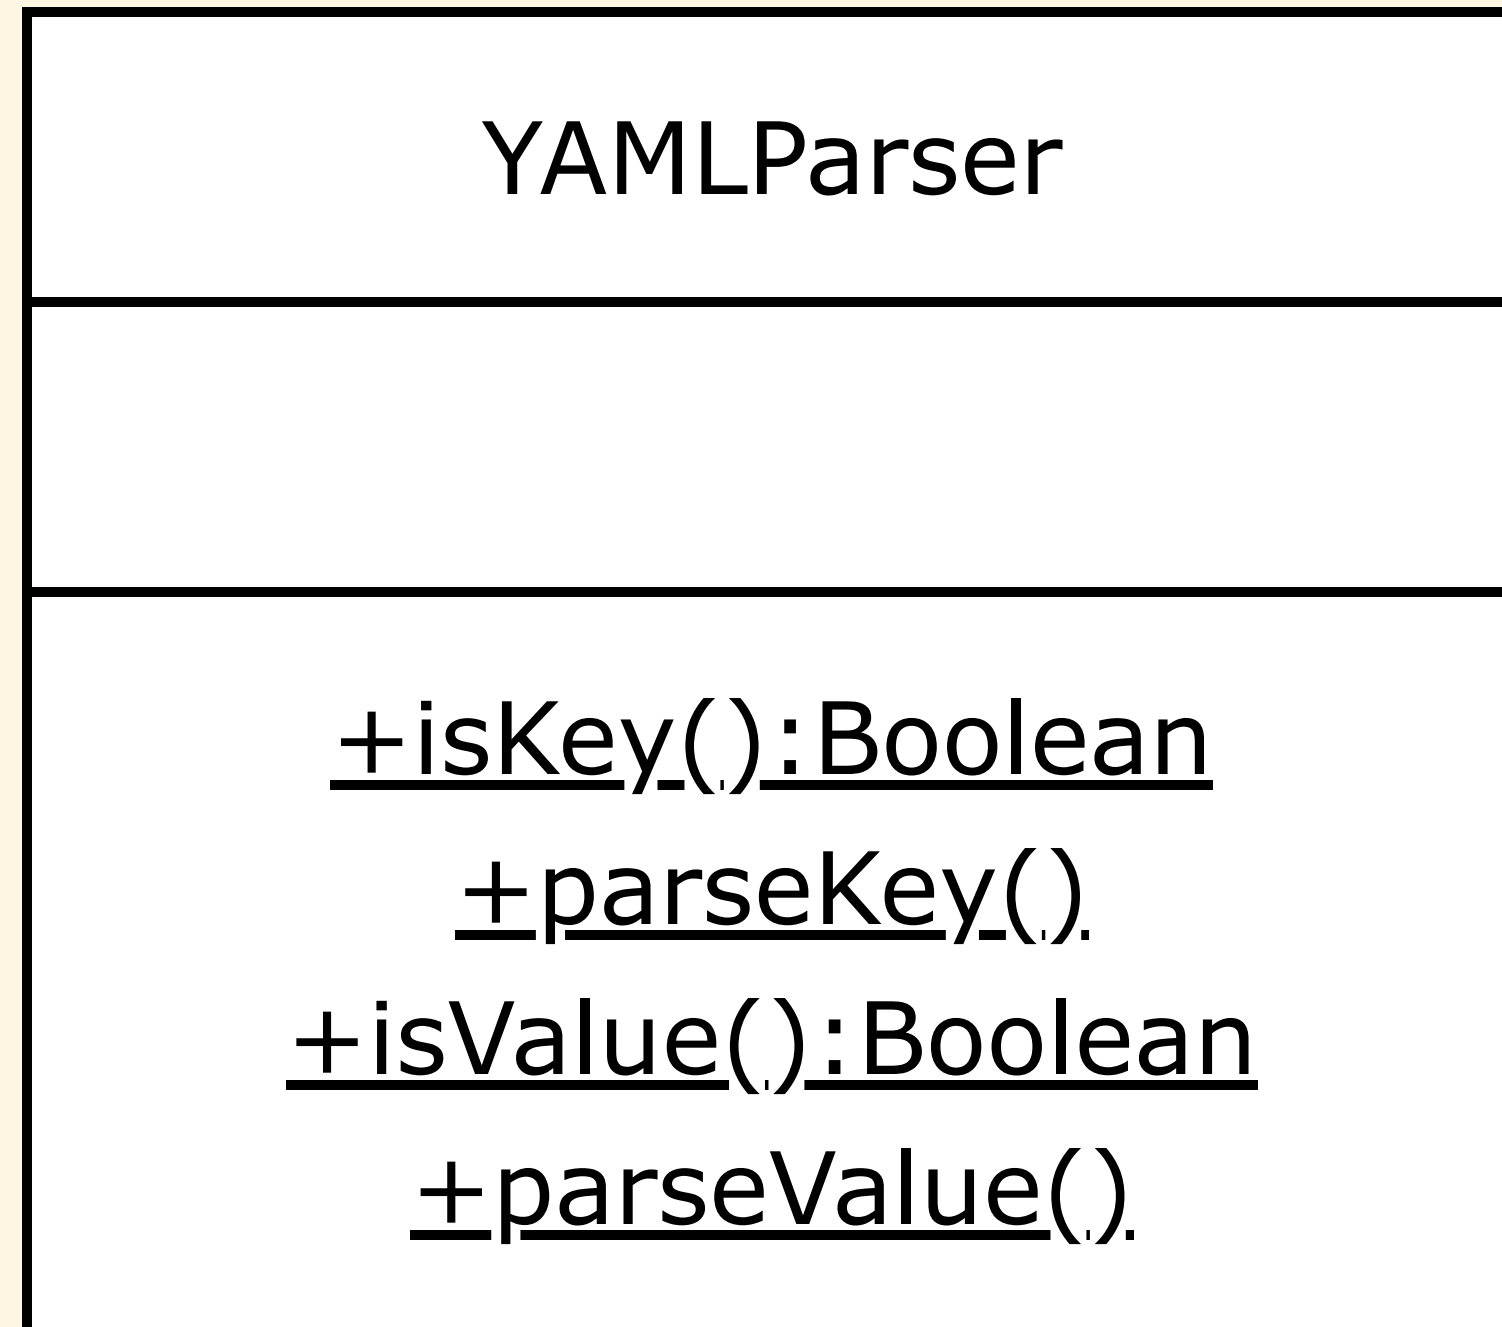 YAMLParser
+isKey():Boolean
+parseKey()
+isValue():Boolean
+parseValue()